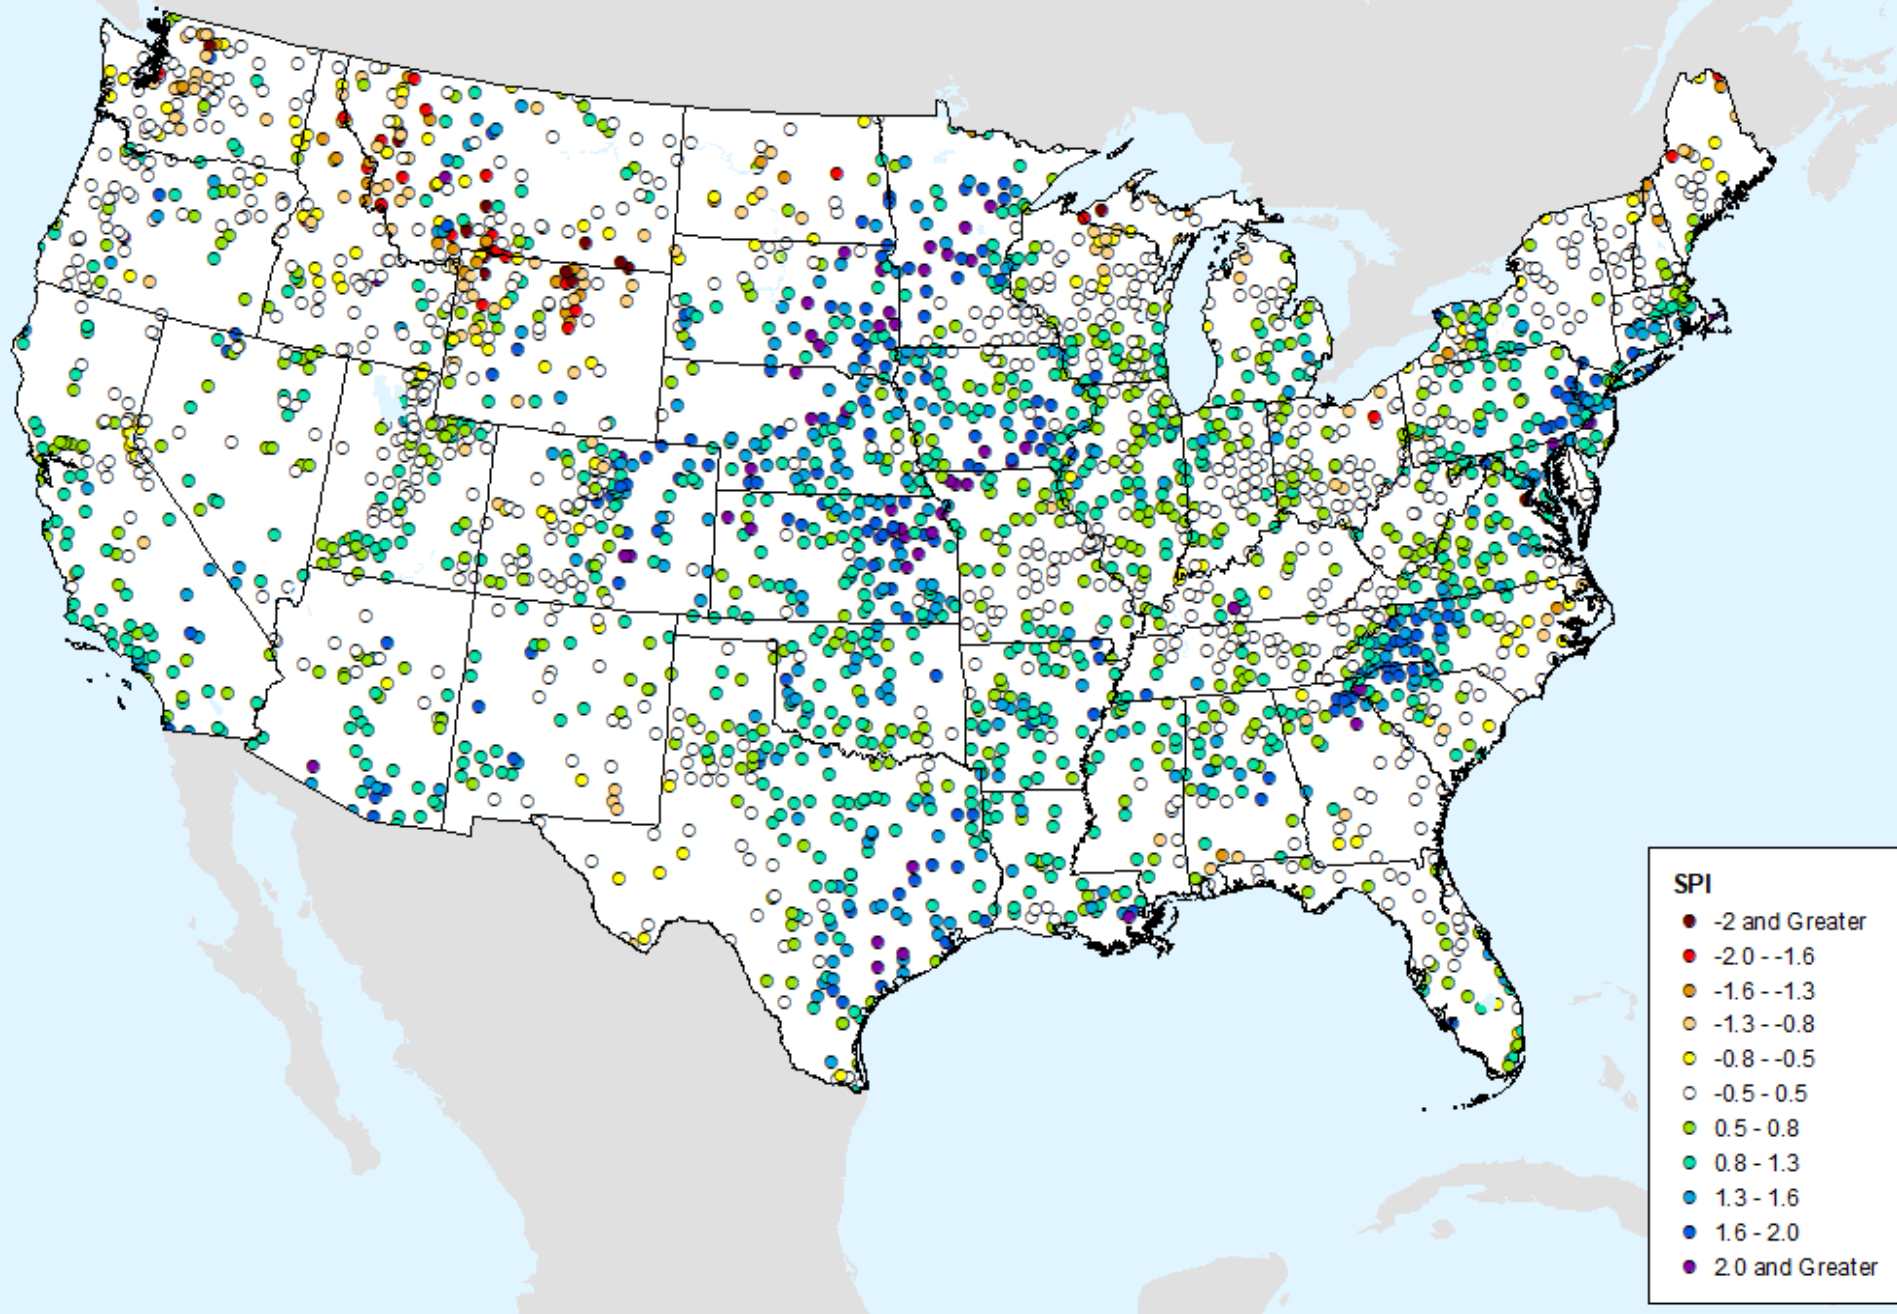 SPI
-2 and Greater
-2.0 - -1.6
-1.6 - -1.3
-1.3 - -0.8
-0.8 - -0.5
-0.5 - 0.5
0.5 - 0.8
0.8 - 1.3
1.3 - 1.6
1.6 - 2.0
2.0 and Greater